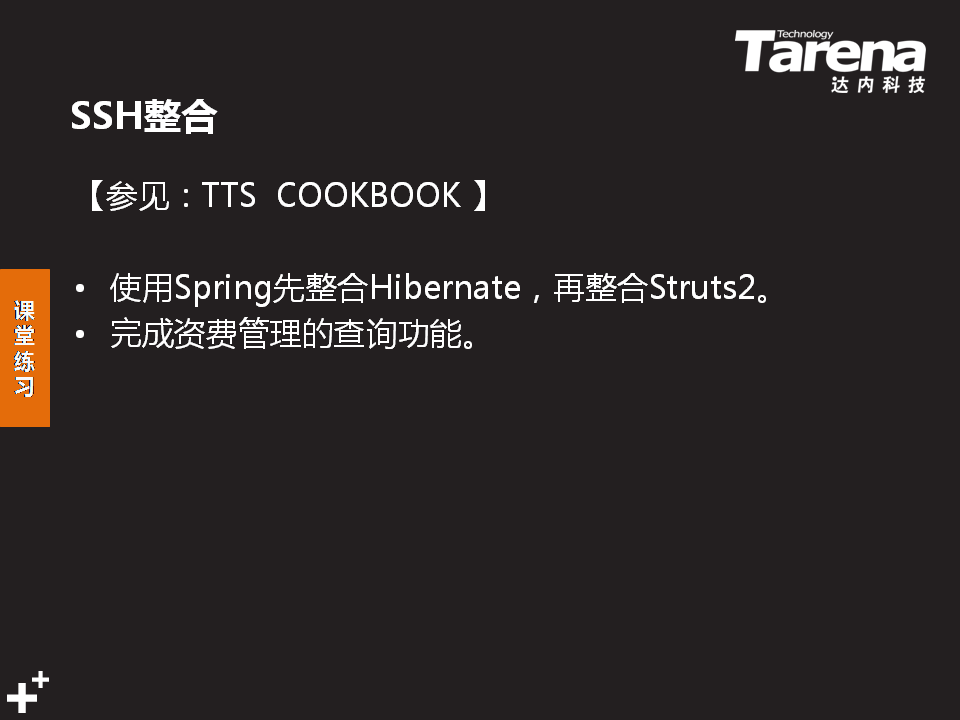 Technology
Tarena
达内科技
SSH整合
【参见：TTS COOKBOOK 】
• 使用Spring先整合Hibernate，再整合Struts2。
• 完成资费管理的查询功能。
课堂练习